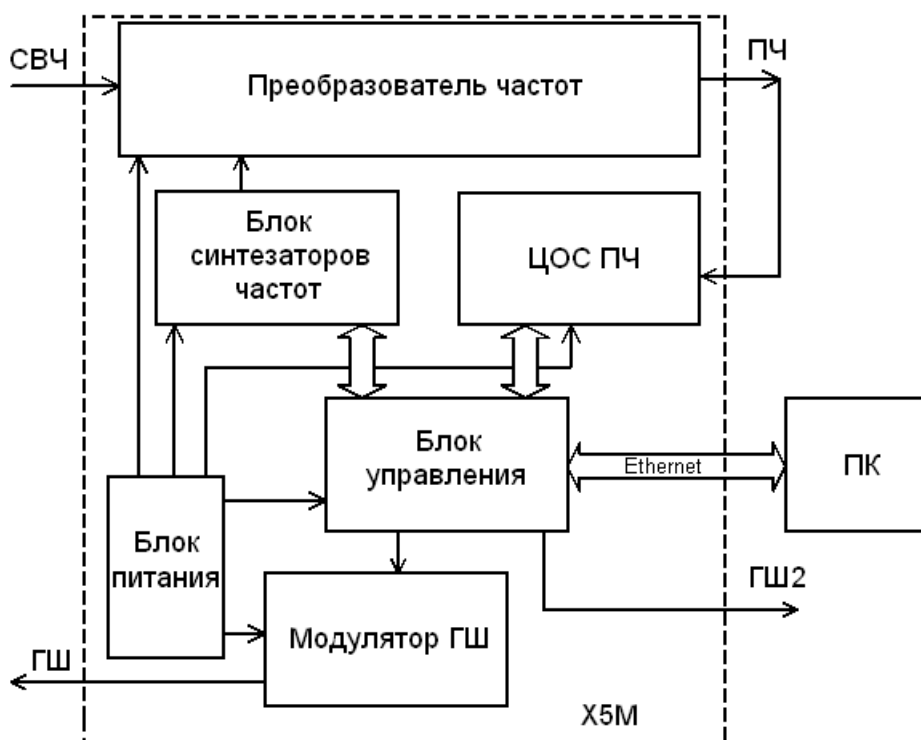 СВЧ
ПЧ
Преобразователь частот
Блок
синтезаторов
частот
ЦОС ПЧ
Блок
управления
Ethernet
ПК
Блок
питания
ГШ2
Модулятор ГШ
ГШ
Х5М